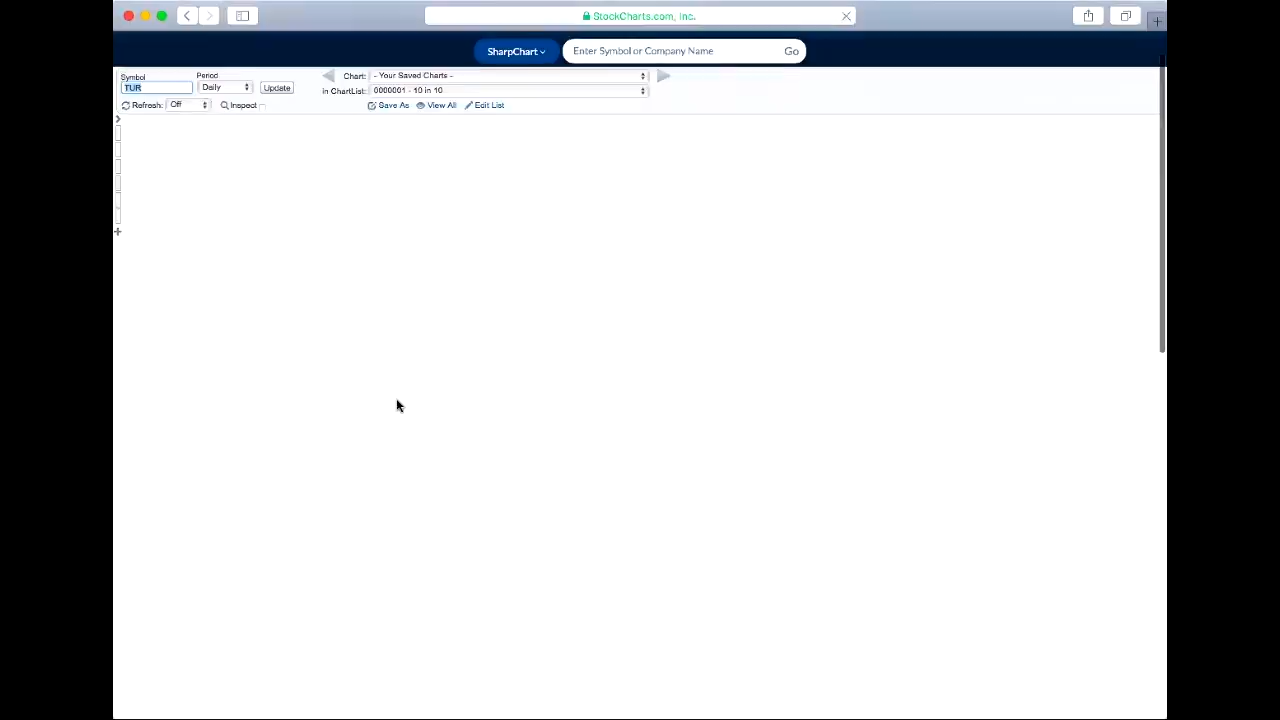 StockCharts.com, Inc.
SharpChart
Enter Symbol or Company Name
Go
Symbol
Period
TUR
Daily
Update
Chart:
- Your Saved Charts -
in ChartList:
0000001 - 10 in 10
Refresh:
Off
Inspect
Save As
View All
Edit List